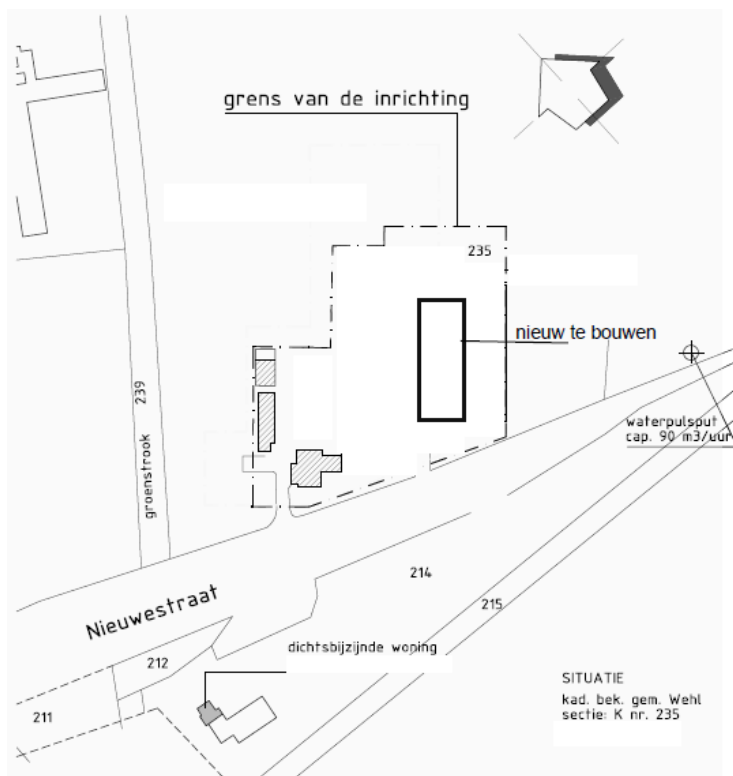 grens van de inrichting
235
nieuw te bouwen
239
groenstrook
waterpulsput
cap. 90 m3/uur
Nieuwestraat
214
215
212
dichtsbijzijnde woning
211
SITUATIE
kad. bek. gem. Wehl
sectie: K nr. 235